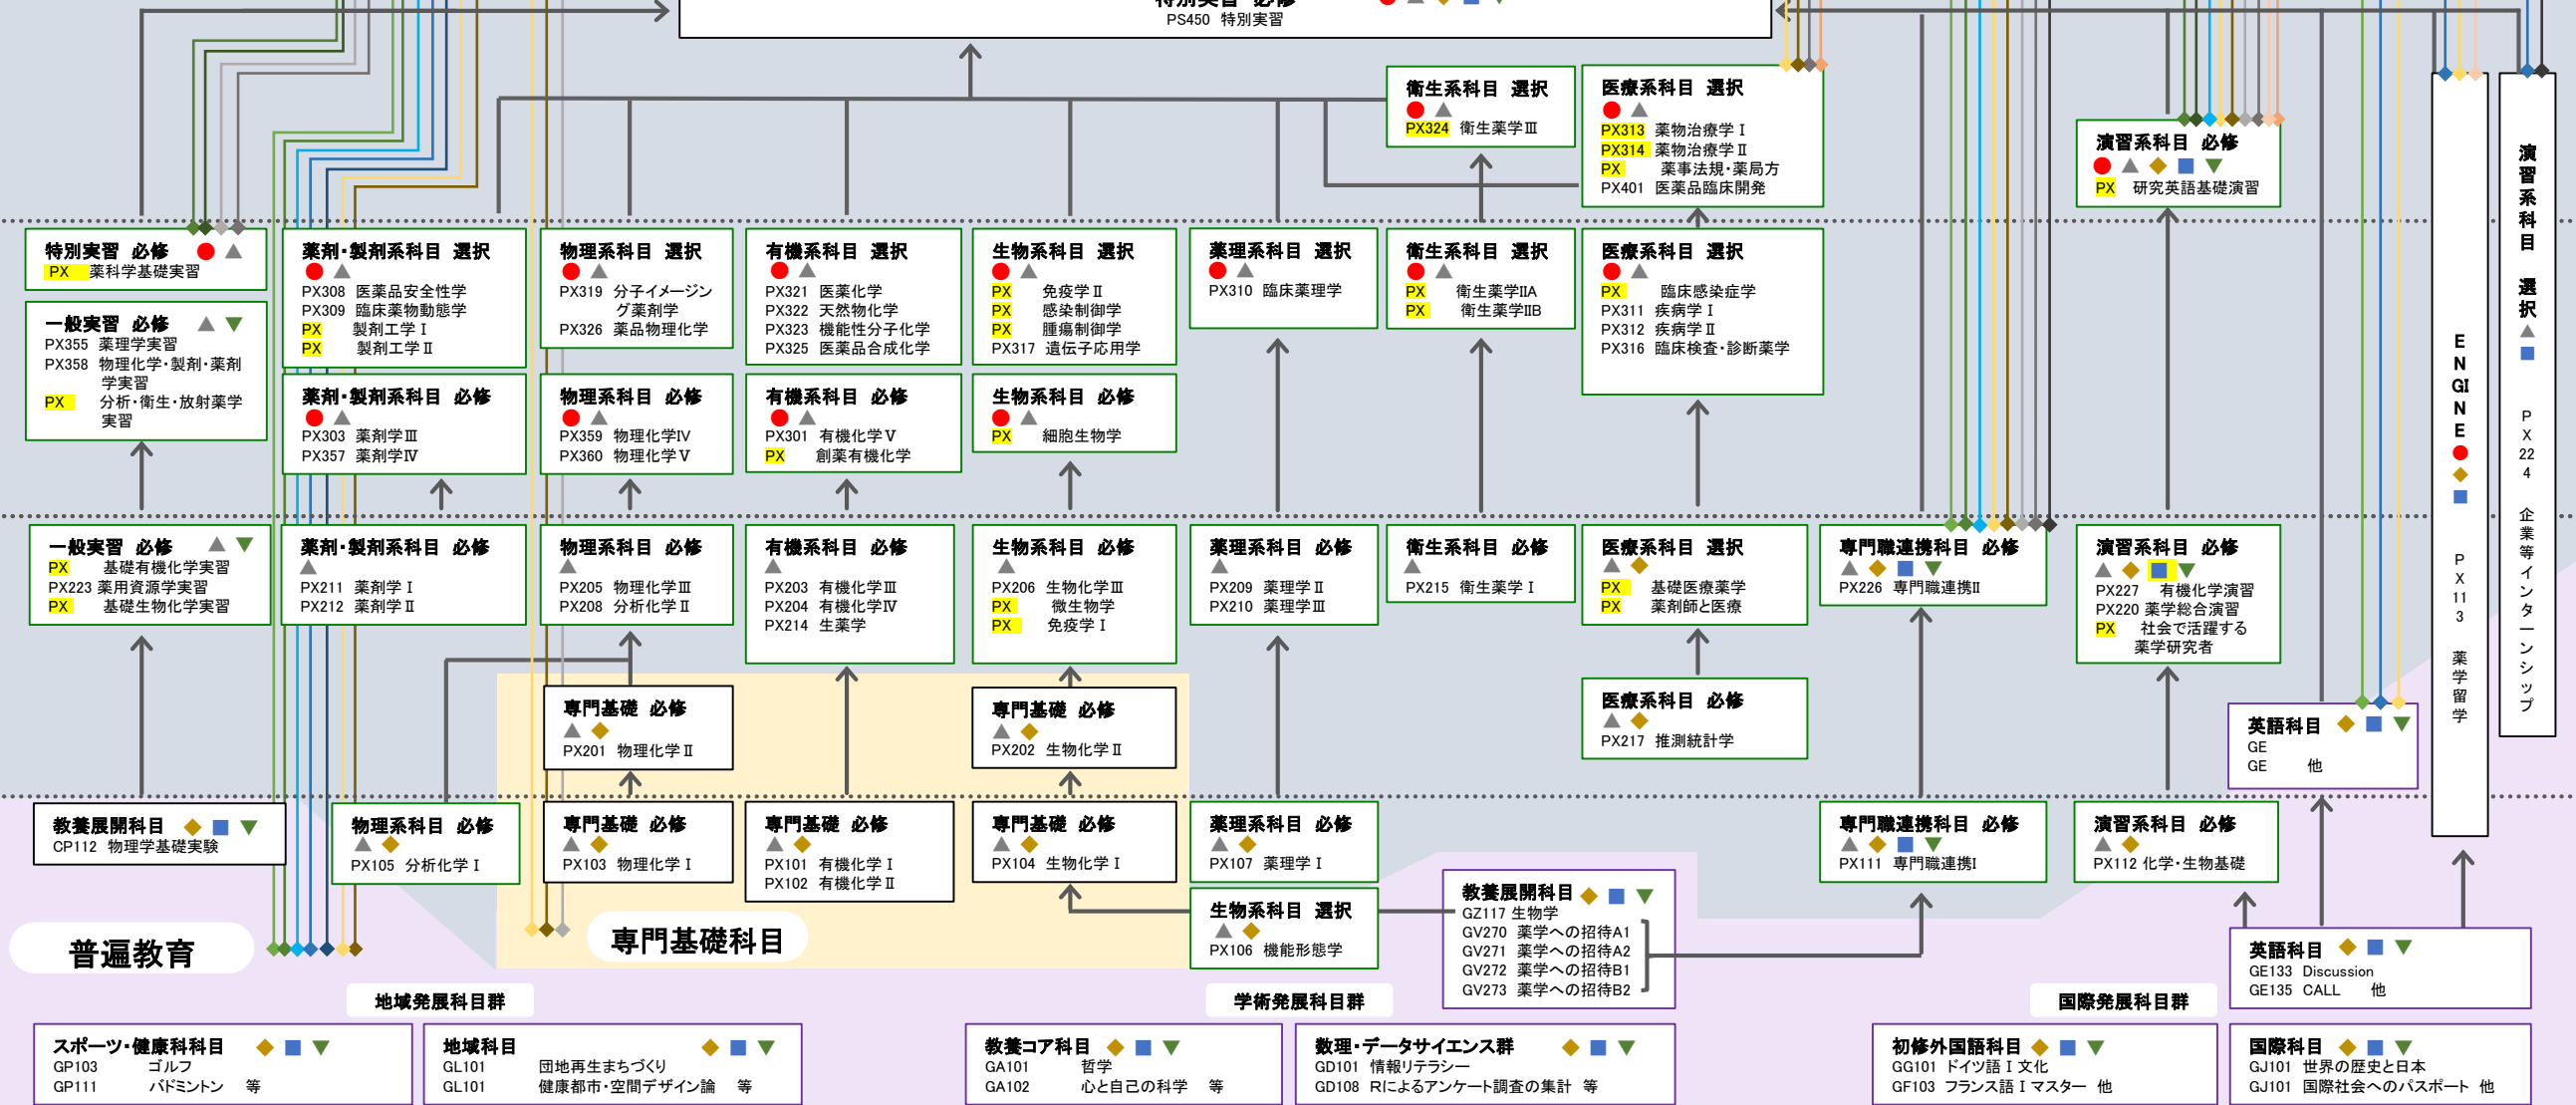 特別実習 必修
PS450 特別実習
衛生系科目 選択
PX324 衛生薬学Ⅲ
医療系科目 選択
PX313 薬物治療学Ⅰ
PX314 薬物治療学Ⅱ
PX 薬事法規・薬局方
PX401 医薬品臨床開発
演習系科目 必修
PX 研究英語基礎演習
特別実習 必修
PX 薬科学基礎実習
一般実習 必修
PX355 薬理学実習
PX358 物理化学・製剤・薬剤
学実習
PX 分析・衛生・放射薬学
実習
薬剤・製剤系科目 選択
PX308 医薬品安全性学
PX309 臨床薬物動態学
PX 製剤工学Ⅰ
PX 製剤工学Ⅱ
薬剤・製剤系科目 必修
PX303 薬剤学Ⅲ
PX357 薬剤学Ⅳ
物理系科目 選択
PX319 分子イメージン
グ薬剤学
PX326 薬品物理化学
物理系科目 必修
PX359 物理化学Ⅳ
PX360 物理化学Ⅴ
有機系科目 選択
PX321 医薬化学
PX322 天然物化学
PX323 機能性分子化学
PX325 医薬品合成化学
有機系科目 必修
PX301 有機化学Ⅴ
PX 創薬有機化学
生物系科目 選択
PX 免疫学Ⅱ
PX 感染制御学
PX 腫瘍制御学
PX317 遺伝子応用学
生物系科目 必修
PX 細胞生物学
薬理系科目 選択
PX310 臨床薬理学
衛生系科目 選択
PX 衛生薬学ⅡA
PX 衛生薬学ⅡB
医療系科目 選択
PX 臨床感染症学
PX311 疾病学Ⅰ
PX312 疾病学Ⅱ
PX316 臨床検査・診断薬学
ENGINE
PX113 薬学留学
演習系科目 選択
PX224 企業等インターンシップ
一般実習 必修
PX 基礎有機化学実習
PX223 薬用資源学実習
PX 基礎生物化学実習
薬剤・製剤系科目 必修
PX211 薬剤学Ⅰ
PX212 薬剤学Ⅱ
物理系科目 必修
PX205 物理化学Ⅲ
PX208 分析化学Ⅱ
有機系科目 必修
PX203 有機化学Ⅲ
PX204 有機化学Ⅳ
PX214 生薬学
生物系科目 必修
PX206 生物化学Ⅲ
PX 微生物学
PX 免疫学Ⅰ
薬理系科目 必修
PX209 薬理学Ⅱ
PX210 薬理学Ⅲ
衛生系科目 必修
PX215 衛生薬学Ⅰ
医療系科目 選択
PX 基礎医療薬学
PX 薬剤師と医療
専門職連携科目 必修
PX226 専門職連携Ⅱ
演習系科目 必修
PX227 有機化学演習
PX220 薬学総合演習
PX 社会で活躍する
薬学研究者
専門基礎 必修
PX201 物理化学Ⅱ
専門基礎 必修
PX202 生物化学Ⅱ
医療系科目 必修
PX217 推測統計学
英語科目
GE
GE 他
教養展開科目
CP112 物理学基礎実験
物理系科目 必修
PX105 分析化学Ⅰ
専門基礎 必修
PX103 物理化学Ⅰ
専門基礎 必修
PX101 有機化学Ⅰ
PX102 有機化学Ⅱ
専門基礎 必修
PX104 生物化学Ⅰ
薬理系科目 必修
PX107 薬理学Ⅰ
生物系科目 選択
PX106 機能形態学
教養展開科目
GZ117 生物学
GV270 薬学への招待A1
GV271 薬学への招待A2
GV272 薬学への招待B1
GV273 薬学への招待B2
専門職連携科目 必修
PX111 専門職連携Ⅰ
演習系科目 必修
PX112 化学・生物基礎
英語科目
GE133 Discussion
GE135 CALL 他
普遍教育
専門基礎科目
地域発展科目群
学術発展科目群
国際発展科目群
スポーツ・健康科科目
GP103 ゴルフ
GP111 バドミントン 等
地域科目
GL101 団地再生まちづくり
GL101 健康都市・空間デザイン論 等
教養コア科目
GA101 哲学
GA102 心と自己の科学 等
数理・データサイエンス群
GD101 情報リテラシー
GD108 Rによるアンケート調査の集計 等
初修外国語科目
GG101 ドイツ語Ⅰ文化
GF103 フランス語Ⅰマスター 他
国際科目
GJ101 世界の歴史と日本
GJ101 国際社会へのパスポート 他